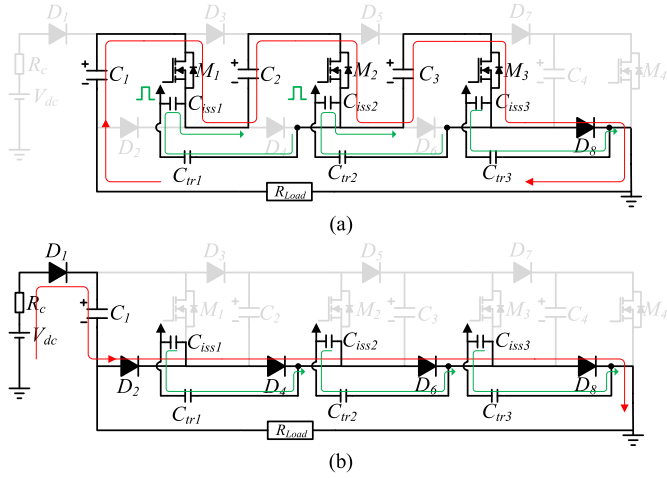 D1 D3 D5 D7
Rc C1 M1 C2 M2 C3 M3 C4 M4
Vdc Ciss1 Ciss2 Ciss3
D2 D4 D6 D8
Ctr1 Ctr2 Ctr3
RLoad
(a)
D1 D3 D5 D7
Rc C1 M1 C2 M2 C3 M3 C4 M4
Vdc Ciss1 Ciss2 Ciss3
D2 D4 D6 D8
Ctr1 Ctr2 Ctr3
RLoad
(b)